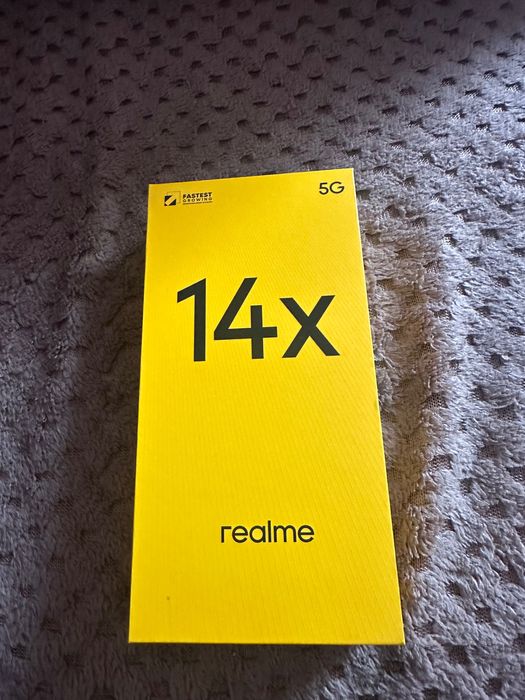 FASTEST
GROWING
5G
14x
realme